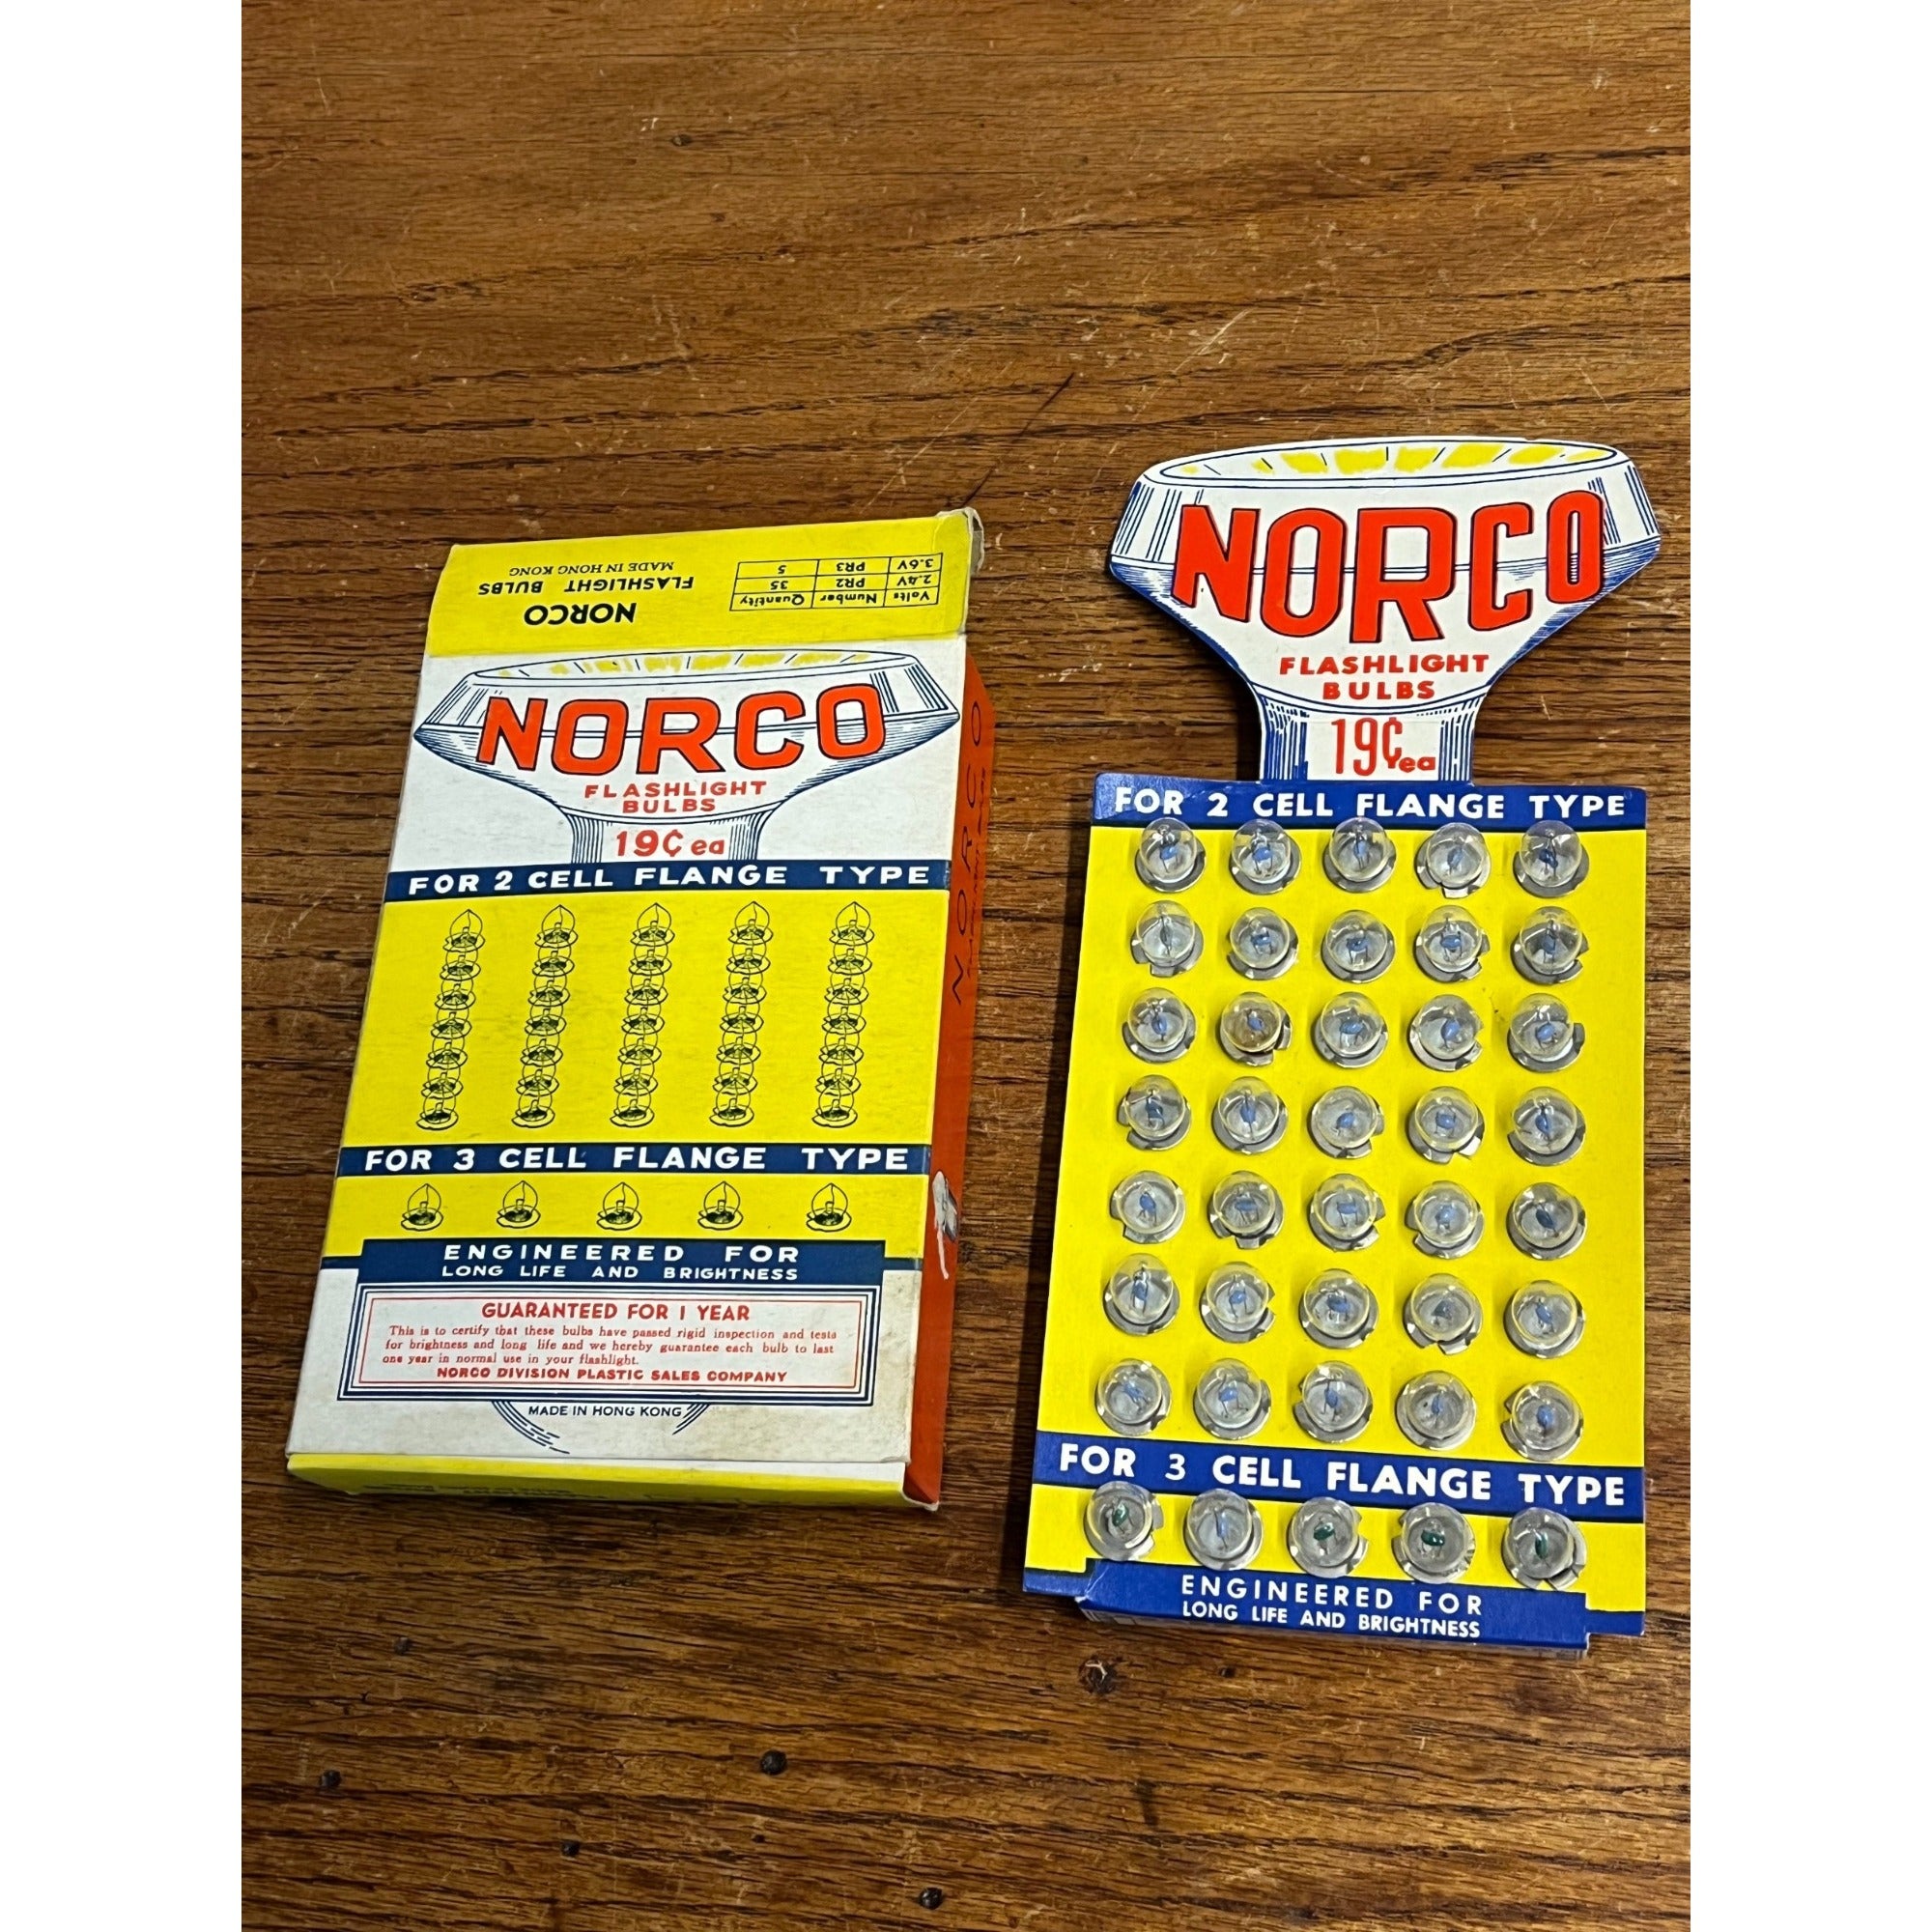 Volts Number Quantity
2.4V PR2 35
3.6V PR3 5
NORCO
FLASHLIGHT BULBS
MADE IN HONG KONG
NORCO
FLASHLIGHT
BULBS
19¢ ea
FOR 2 CELL FLANGE TYPE
FOR 3 CELL FLANGE TYPE
ENGINEERED FOR
LONG LIFE AND BRIGHTNESS
GUARANTEED FOR 1 YEAR
This is to certify that these bulbs have passed rigid inspection and tests
for brightness and long life and we hereby guarantee each bulb to last
one year in normal use in your flashlight.
NORCO DIVISION PLASTIC SALES COMPANY
MADE IN HONG KONG
NORCO
NORCO
FLASHLIGHT
BULBS
19¢ ea
FOR 2 CELL FLANGE TYPE
FOR 3 CELL FLANGE TYPE
ENGINEERED FOR
LONG LIFE AND BRIGHTNESS